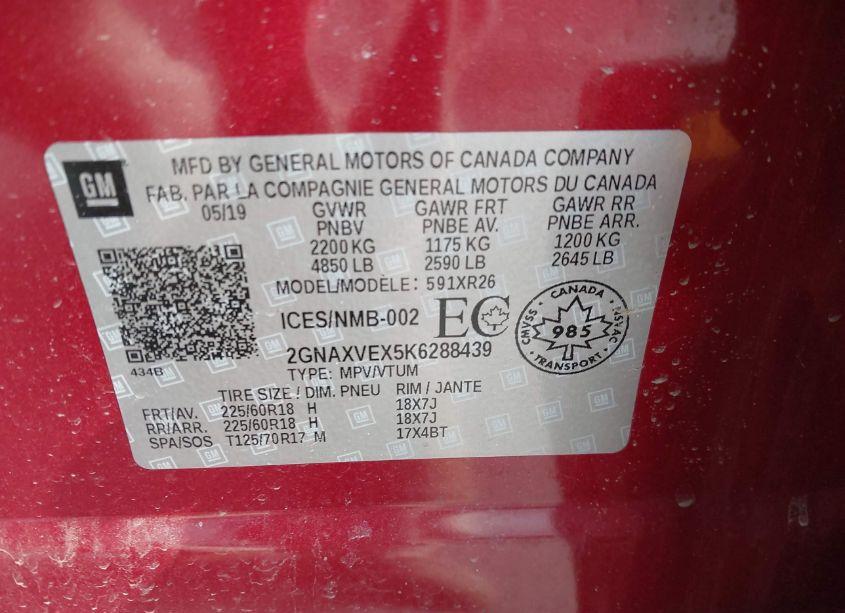 GM
MFD BY GENERAL MOTORS OF CANADA COMPANY
FAB. PAR LA COMPAGNIE GENERAL MOTORS DU CANADA
05/19 GVWR GAWR FRT GAWR RR
PNBV PNBE AV. PNBE ARR.
2200 KG 1175 KG 1200 KG
4850 LB 2590 LB 2645 LB
MODEL/MODÈLE: 591XR26
ICES/NMB-002 EC
CANADA
CMVSS 985 NSVAC
TRANSPORT
434B
2GNAXVEX5K6288439
TYPE: MPV/VTUM
TIRE SIZE / DIM. PNEU RIM / JANTE
FRT/AV. 225/60R18 H 18X7J
RR/ARR. 225/60R18 H 18X7J
SPA/SOS T125/70R17 M 17X4BT